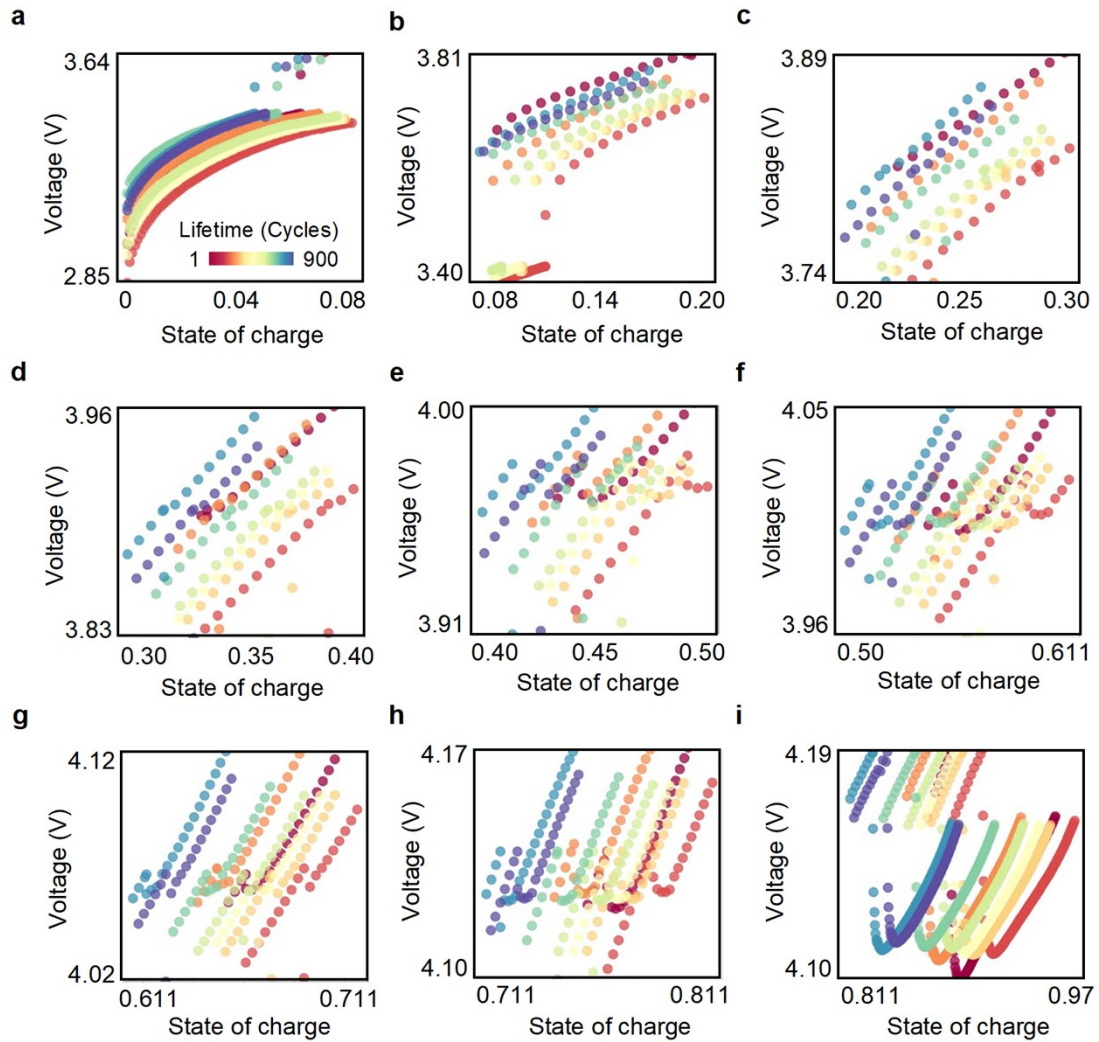 a
3.64
Voltage (V)
2.85
Lifetime (Cycles)
1 900
0 0.04 0.08
State of charge
b
3.81
Voltage (V)
3.40
0.08 0.14 0.20
State of charge
c
3.89
Voltage (V)
3.74
0.20 0.25 0.30
State of charge
d
3.96
Voltage (V)
3.83
0.30 0.35 0.40
State of charge
e
4.00
Voltage (V)
3.91
0.40 0.45 0.50
State of charge
f
4.05
Voltage (V)
3.96
0.50 0.611
State of charge
g
4.12
Voltage (V)
4.02
0.611 0.711
State of charge
h
4.17
Voltage (V)
4.10
0.711 0.811
State of charge
i
4.19
Voltage (V)
4.10
0.811 0.97
State of charge